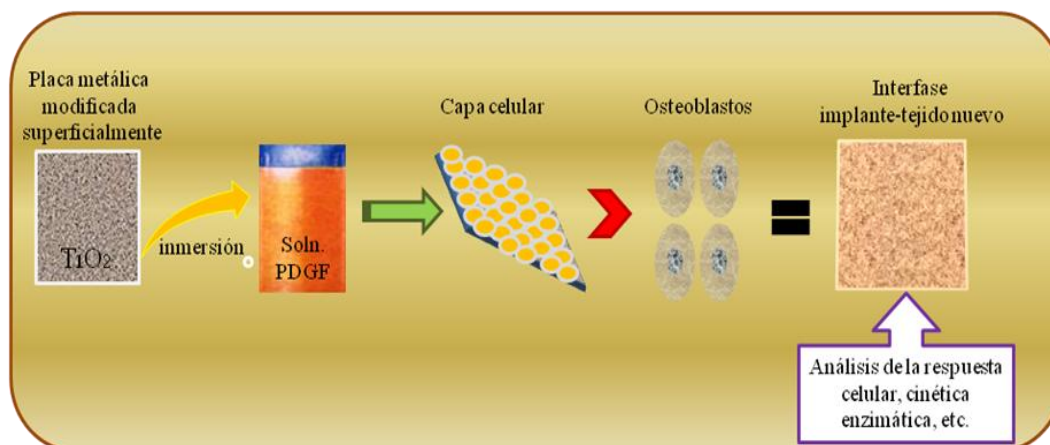 Placa metálica
modificada
superficialmente
TiO2
inmersión
Soln.
PDGF
Capa celular
Osteoblastos
Interfase
implante-tejido nuevo
Análisis de la respuesta
celular, cinética
enzimática, etc.